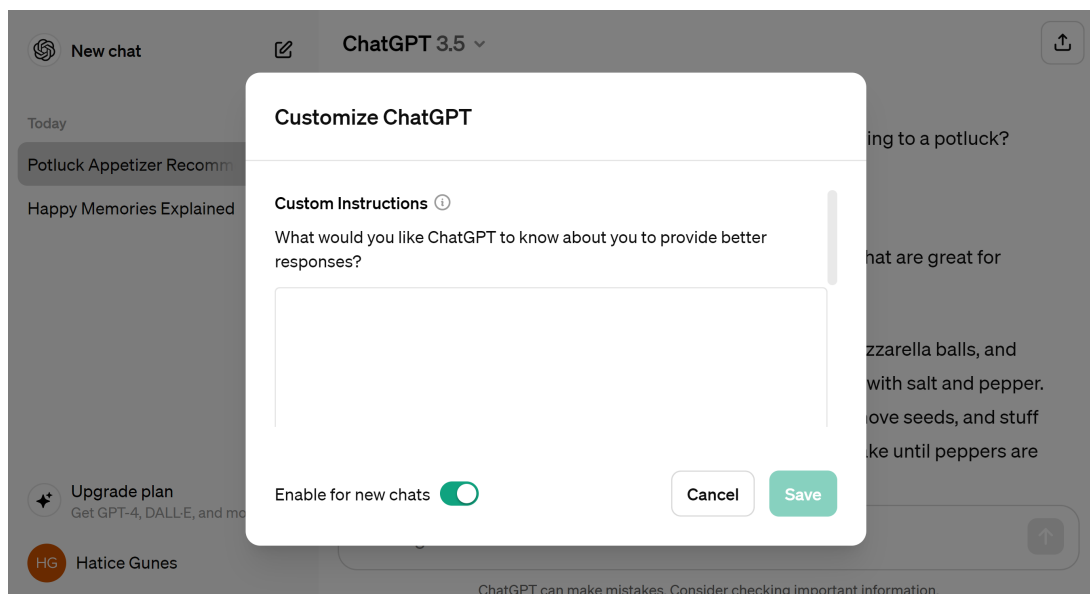 New chat
ChatGPT 3.5
Today
Potluck Appetizer Recomm
Happy Memories Explained
Upgrade plan
Get GPT-4, DALL·E, and mo
HG
Hatice Gunes
ing to a potluck?
hat are great for
zzarella balls, and
with salt and pepper.
ove seeds, and stuff
ke until peppers are
Customize ChatGPT
Custom Instructions
What would you like ChatGPT to know about you to provide better
responses?
Enable for new chats
Cancel
Save
ChatGPT can make mistakes. Consider checking important information.